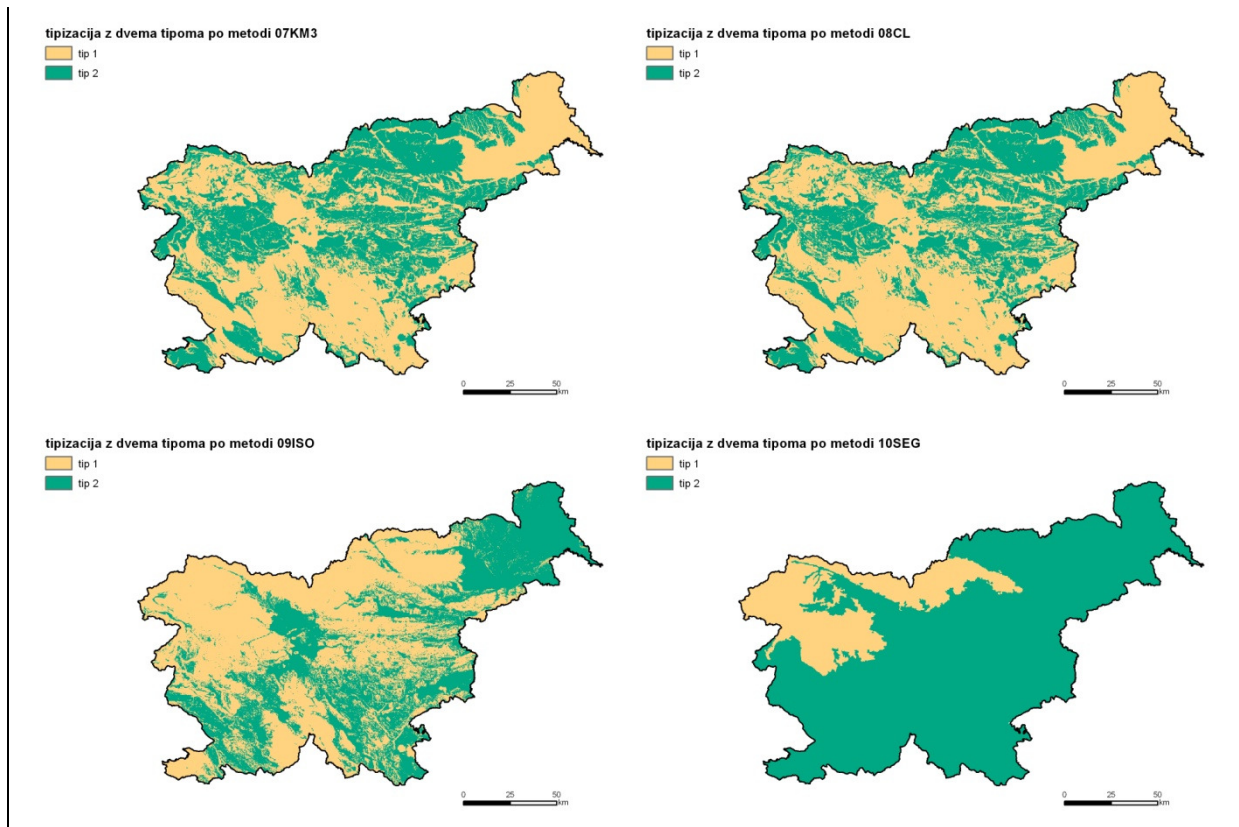 tipizacija z dvema tipoma po metodi 07KM3
tip 1
tip 2
0 25 50
km
tipizacija z dvema tipoma po metodi 08CL
tip 1
tip 2
0 25 50
km
tipizacija z dvema tipoma po metodi 09ISO
tip 1
tip 2
0 25 50
km
tipizacija z dvema tipoma po metodi 10SEG
tip 1
tip 2
0 25 50
km